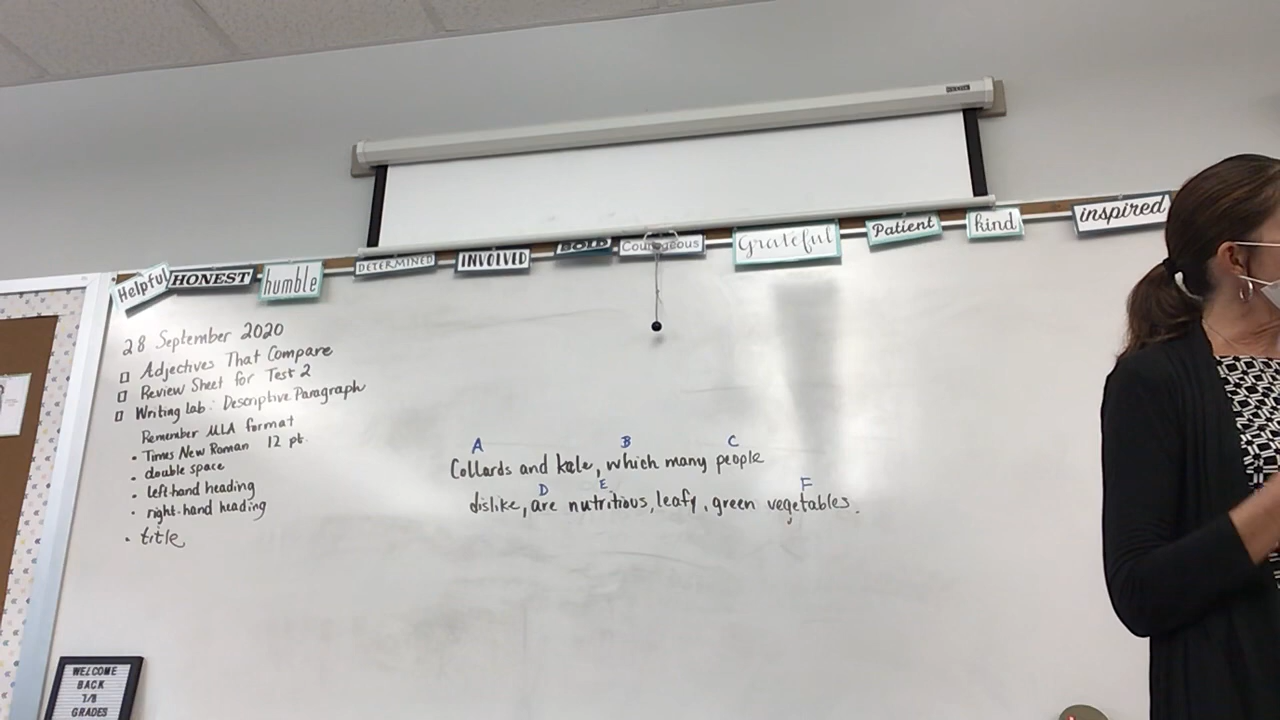 Helpful
HONEST
humble
DETERMINED
INVOLVED
BOLD
Courageous
Grateful
Patient
kind
inspired
28 September 2020
Adjectives That Compare
Review Sheet for Test 2
Writing lab: Descriptive Paragraph
Remember MLA format
• Times New Roman 12 pt.
• double space
• left-hand heading
• right-hand heading
• title
A B C
Collards and kale, which many people
D E F
dislike, are nutritious, leafy, green vegetables.
WELCOME
BACK
7/8
GRADES